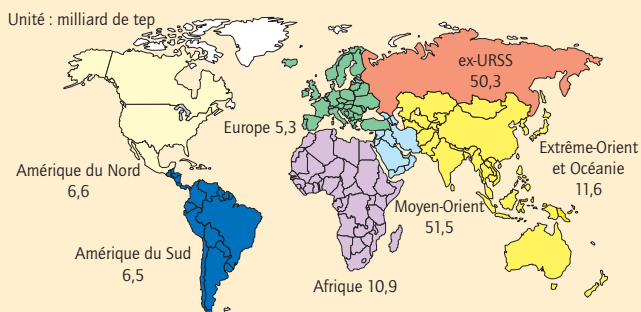 Unité : milliard de tep
ex-URSS
50,3
Europe 5,3
Extrême-Orient
et Océanie
11,6
Amérique du Nord
6,6
Moyen-Orient
51,5
Amérique du Sud
6,5
Afrique 10,9